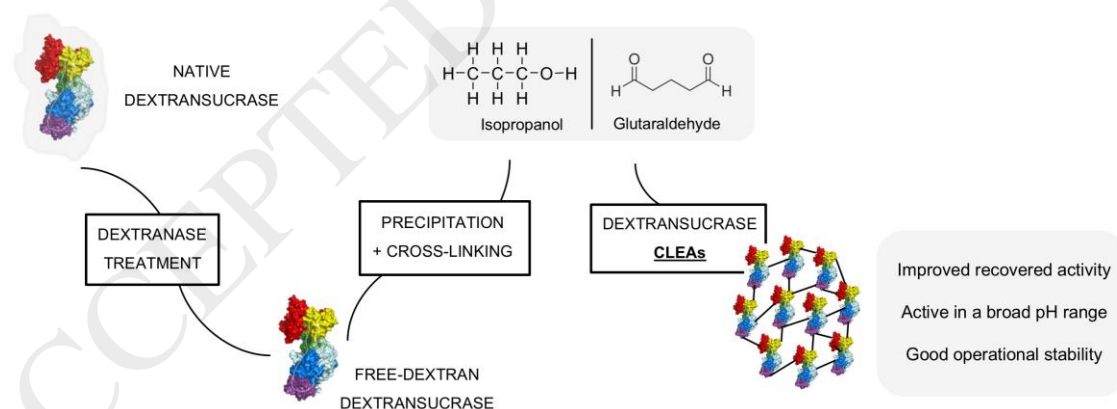 CCEPTED
NATIVE
DEXTRANSUCRASE
H H H
H-C-C-C-O-H
H H H
Isopropanol
O O
H H
Glutaraldehyde
DEXTRANASE
TREATMENT
PRECIPITATION
+ CROSS-LINKING
DEXTRANSUCRASE
CLEAs
FREE-DEXTRAN
DEXTRANSUCRASE
Improved recovered activity
Active in a broad pH range
Good operational stability